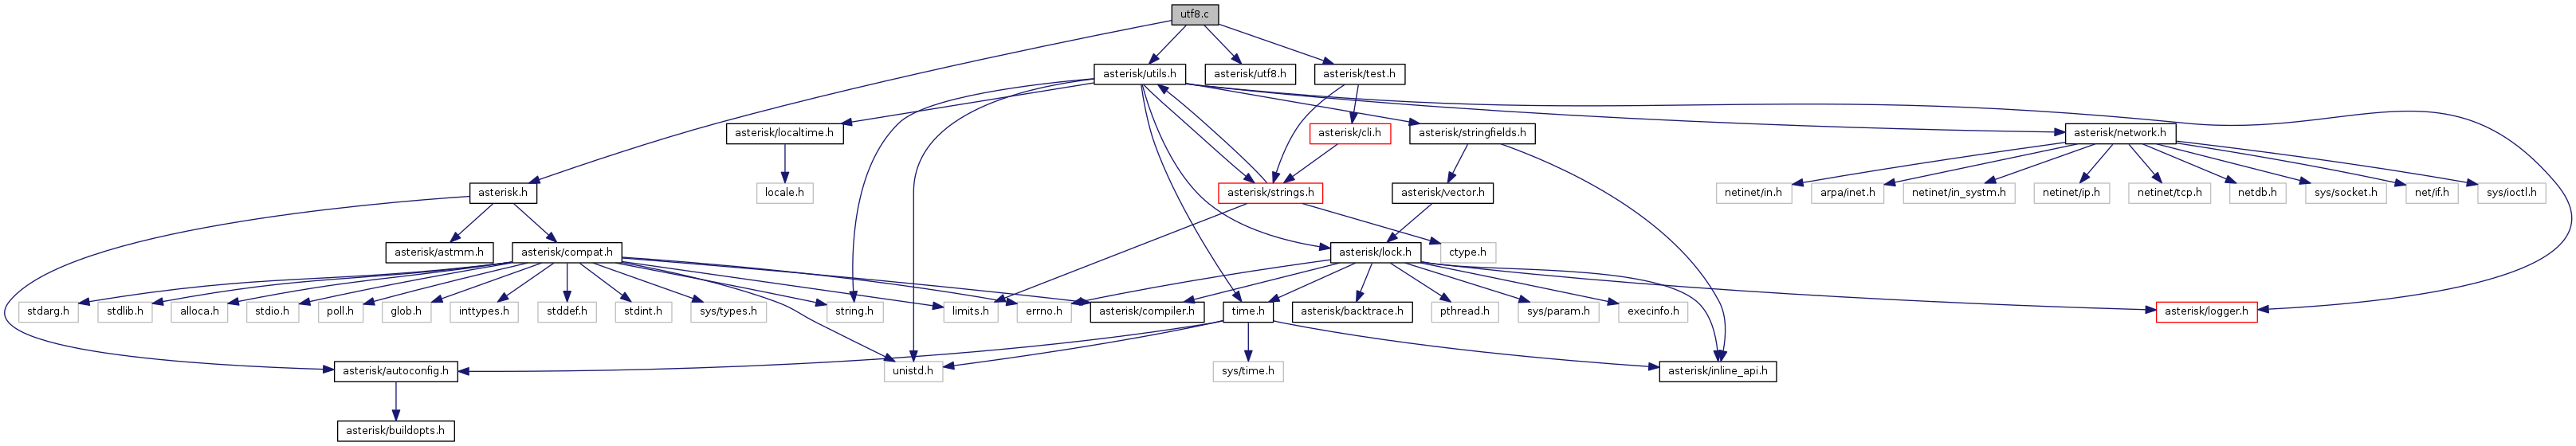 utf8.c
asterisk/utils.h
asterisk/utf8.h
asterisk/test.h
asterisk/localtime.h
asterisk/cli.h
asterisk/stringfields.h
asterisk/network.h
asterisk.h
locale.h
asterisk/strings.h
asterisk/vector.h
netinet/in.h
arpa/inet.h
netinet/in_systm.h
netinet/ip.h
netinet/tcp.h
netdb.h
sys/socket.h
net/if.h
sys/ioctl.h
asterisk/astmm.h
asterisk/compat.h
asterisk/lock.h
ctype.h
stdarg.h
stdlib.h
alloca.h
stdio.h
poll.h
glob.h
inttypes.h
stddef.h
stdint.h
sys/types.h
string.h
limits.h
errno.h
asterisk/compiler.h
time.h
asterisk/backtrace.h
pthread.h
sys/param.h
execinfo.h
asterisk/logger.h
asterisk/autoconfig.h
unistd.h
sys/time.h
asterisk/inline_api.h
asterisk/buildopts.h